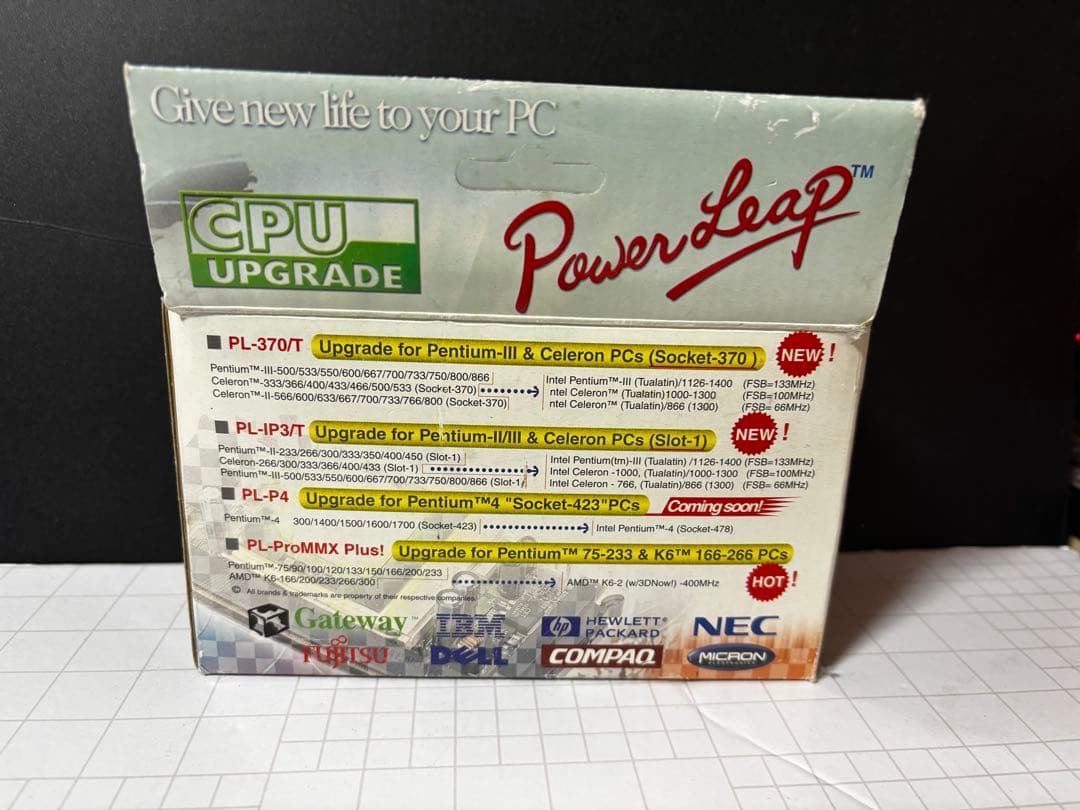 Give new life to your PC
CPU
UPGRADE
Power Leap™
PL-370/T Upgrade for Pentium-III & Celeron PCs (Socket-370 ) NEW !
Pentium™-III-500/533/550/600/667/700/733/750/800/866
Celeron™-333/366/400/433/466/500/533 (Socket-370)
Celeron™-II-566/600/633/667/700/733/766/800 (Socket-370)
Intel Pentium™-III (Tualatin)/1126-1400 (FSB=133MHz)
ntel Celeron™ (Tualatin)1000-1300 (FSB=100MHz)
ntel Celeron™ (Tualatin)/866 (1300) (FSB= 66MHz)
PL-IP3/T Upgrade for Pentium-II/III & Celeron PCs (Slot-1) NEW !
Pentium™-II-233/266/300/333/350/400/450 (Slot-1)
Celeron-266/300/333/366/400/433 (Slot-1)
Pentium™-III-500/533/550/600/667/700/733/750/800/866 (Slot-1)
Intel Pentium(tm)-III (Tualatin) /1126-1400 (FSB=133MHz)
Intel Celeron -1000, (Tualatin)/1000-1300 (FSB=100MHz)
Intel Celeron - 766, (Tualatin)/866 (1300) (FSB= 66MHz)
PL-P4 Upgrade for Pentium™4 "Socket-423"PCs Coming soon!
Pentium™-4 300/1400/1500/1600/1700 (Socket-423) Intel Pentium™-4 (Socket-478)
PL-ProMMX Plus! Upgrade for Pentium™ 75-233 & K6™ 166-266 PCs
Pentium™-75/90/100/120/133/150/166/200/233
AMD™ K6-166/200/233/266/300
AMD™ K6-2 (w/3DNow!) -400MHz HOT !
© All brands & trademarks are property of their respective companies.
Gateway™ IBM hp HEWLETT® PACKARD NEC
FUJITSU DELL COMPAQ MICRON ELECTRONICS